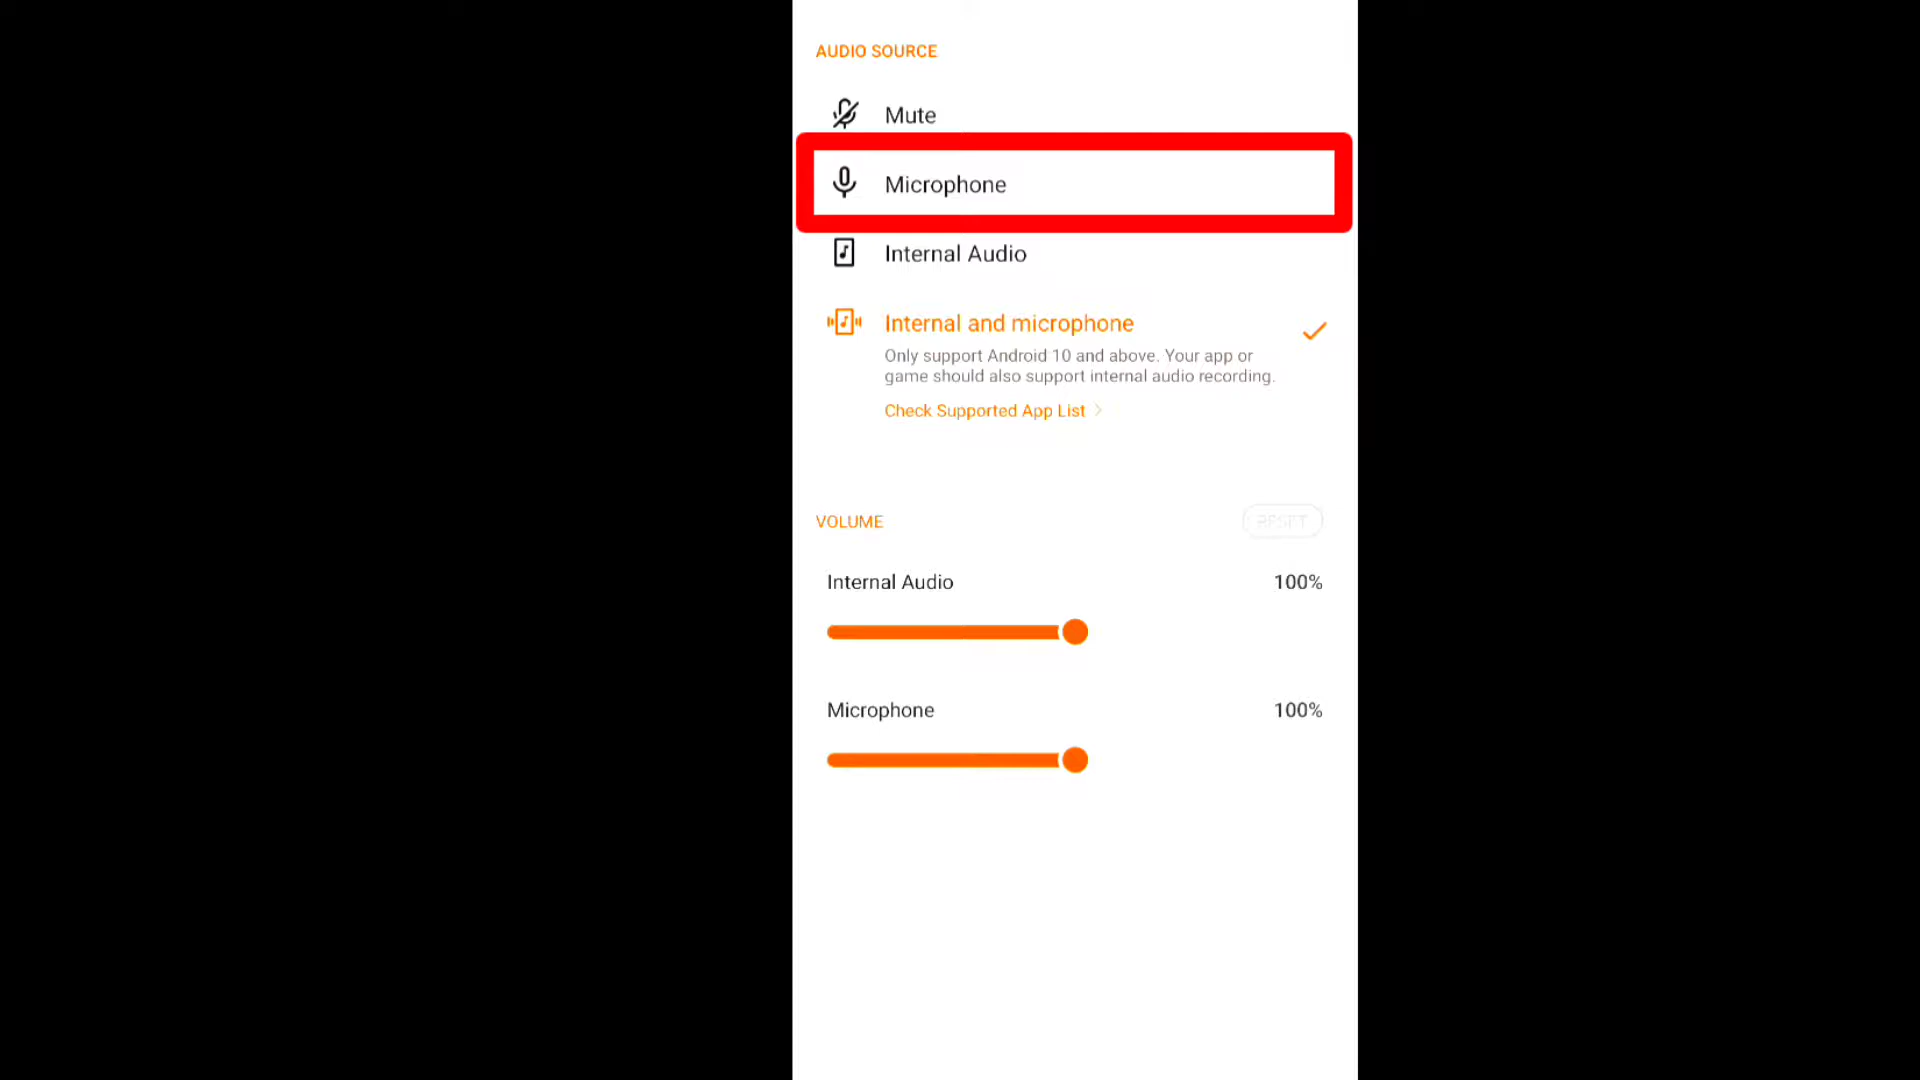 AUDIO SOURCE
Mute
Microphone
Internal Audio
Internal and microphone
Only support Android 10 and above. Your app or
game should also support internal audio recording.
Check Supported App List
VOLUME
RESET
Internal Audio
100%
Microphone
100%